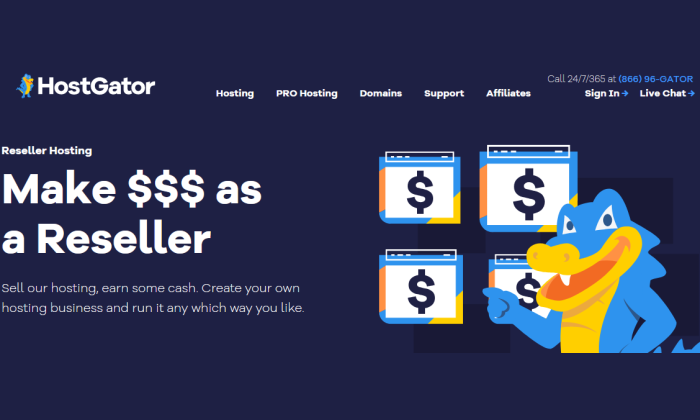 HostGator
Call 24/7/365 at (866) 96-GATOR
Hosting PRO Hosting Domains Support Affiliates Sign In → Live Chat →
Reseller Hosting
Make $$$ as
a Reseller
Sell our hosting, earn some cash. Create your own
hosting business and run it any which way you like.
$ $
$ $